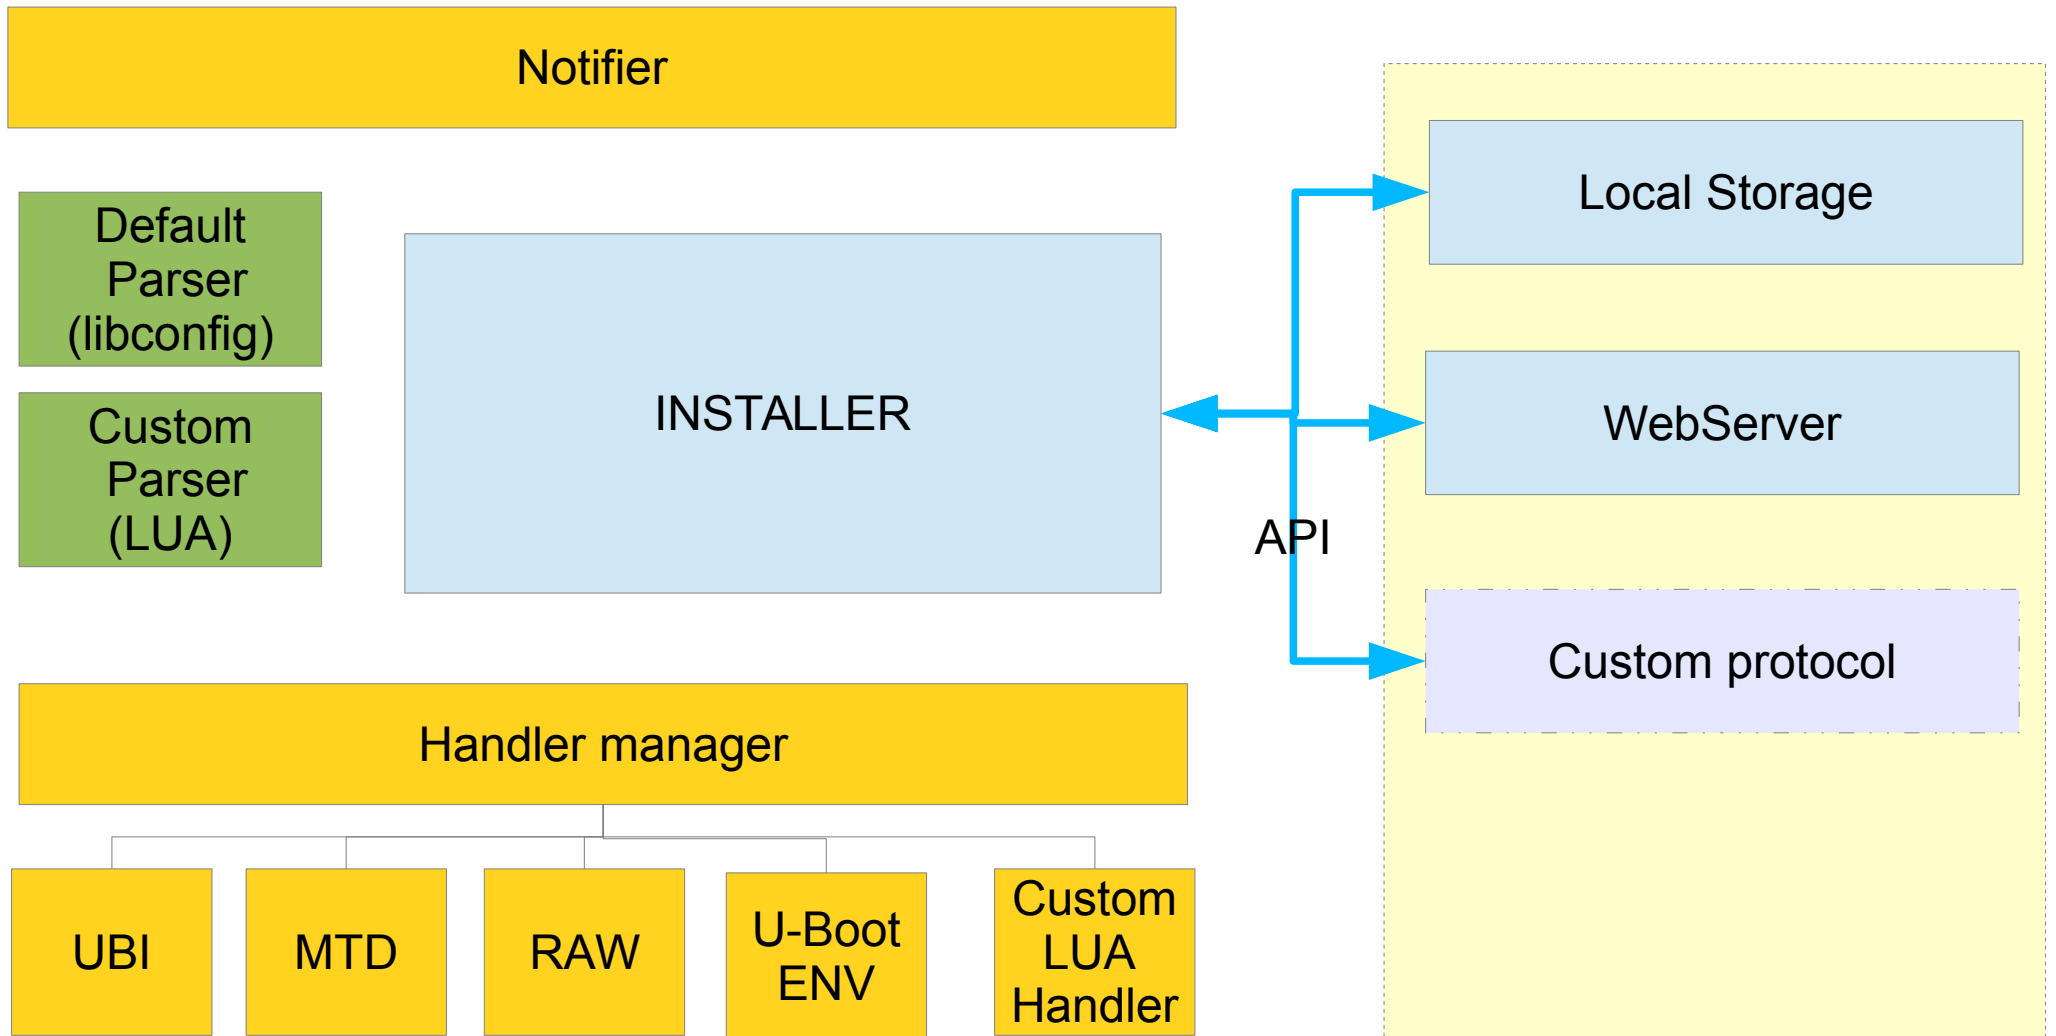 Notifier
Default
Parser
(libconfig)
Custom
Parser
(LUA)
INSTALLER
API
Local Storage
WebServer
Custom protocol
Handler manager
UBI
MTD
RAW
U-Boot
ENV
Custom
LUA
Handler